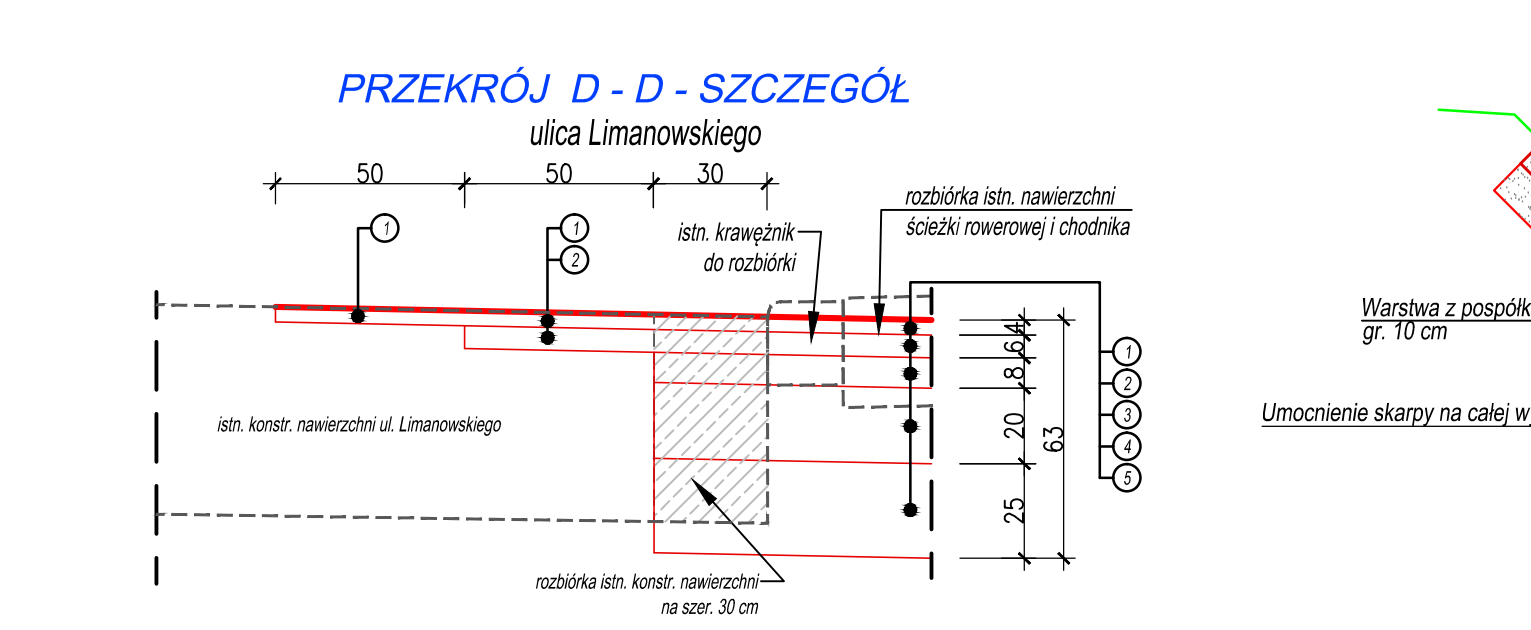 PRZEKRÓJ D - D - SZCZEGÓŁ
ulica Limanowskiego
50
50
30
1
1
2
istn. krawężnik
do rozbiórki
rozbiórka istn. nawierzchni
ścieżki rowerowej i chodnika
4
6
8
20
25
63
1
2
3
4
5
istn. konstr. nawierzchni ul. Limanowskiego
rozbiórka istn. konstr. nawierzchni
na szer. 30 cm
Warstwa z pospółk
gr. 10 cm
Umocnienie skarpy na całej w